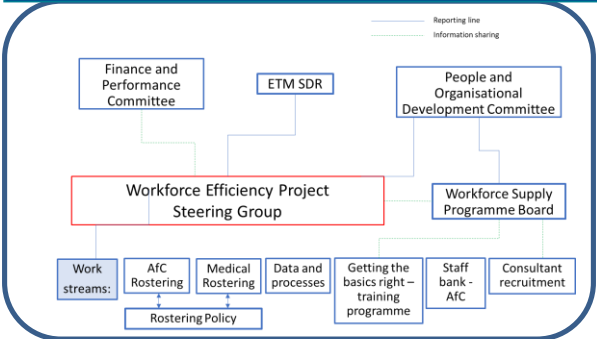 Reporting line
Information sharing
Finance and
Performance
Committee
ETM SDR
People and
Organisational
Development Committee
Workforce Efficiency Project
Steering Group
Workforce Supply
Programme Board
Work
streams:
AfC
Rostering
Medical
Rostering
Data and
processes
Getting the
basics right –
training
programme
Staff
bank -
AfC
Consultant
recruitment
Rostering Policy